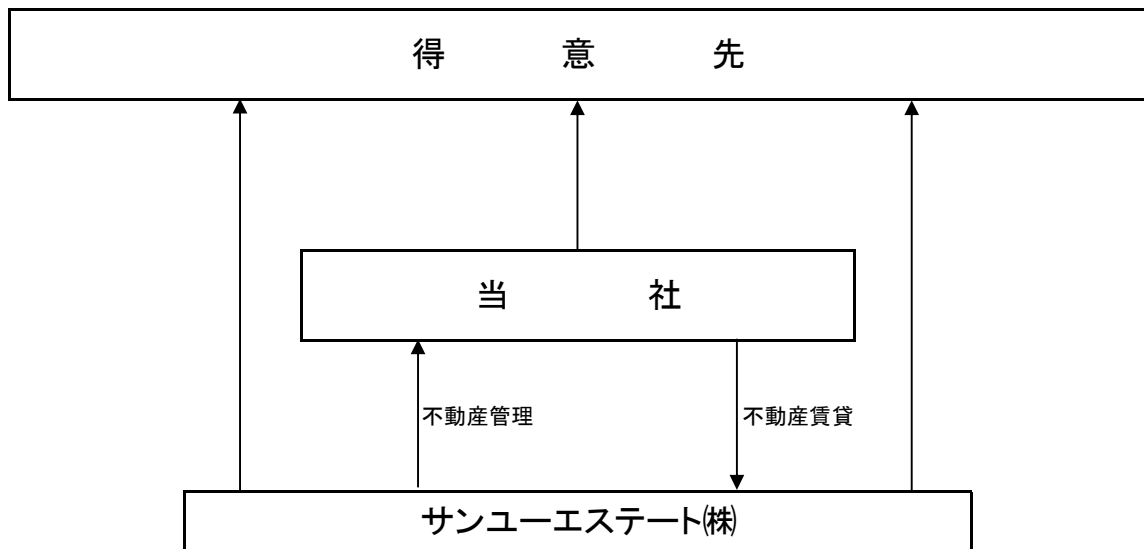 得意先
当社
不動産管理
不動産賃貸
サンユーエステート㈱